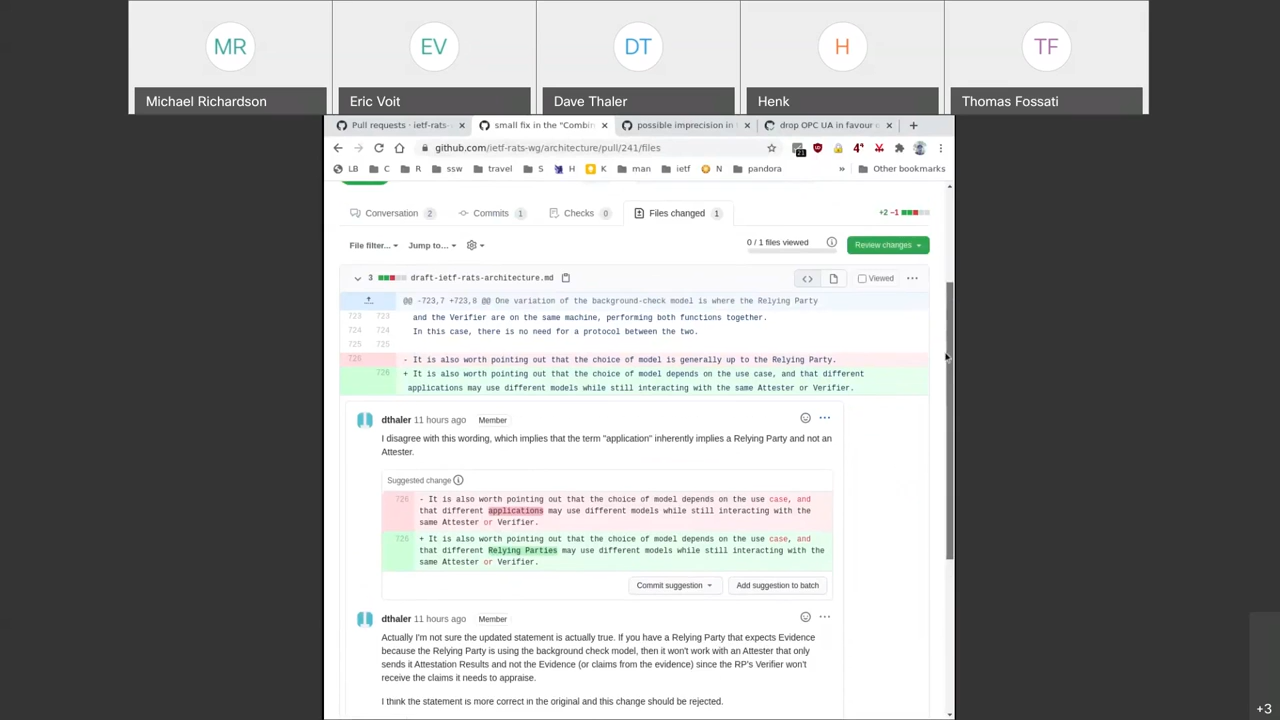 MR
EV
DT
H
TF
Michael Richardson
Eric Voit
Dave Thaler
Henk
Thomas Fossati
Pull requests · ietf-rats-
small fix in the "Combin
possible imprecision in
drop OPC UA in favour
github.com/ietf-rats-wg/architecture/pull/241/files
21
LB
C
R
ssw
travel
S
H
K
man
ietf
N
pandora
»
Other bookmarks
Conversation 2
Commits 1
Checks 0
Files changed 1
+2 −1
File filter...
Jump to...
0 / 1 files viewed
Review changes
3 draft-ietf-rats-architecture.md
Viewed
@@ -723,7 +723,8 @@ One variation of the background-check model is where the Relying Party
723 723 and the Verifier are on the same machine, performing both functions together.
724 724 In this case, there is no need for a protocol between the two.
725 725
726 - It is also worth pointing out that the choice of model is generally up to the Relying Party.
726 + It is also worth pointing out that the choice of model depends on the use case, and that different
applications may use different models while still interacting with the same Attester or Verifier.
dthaler 11 hours ago Member
I disagree with this wording, which implies that the term "application" inherently implies a Relying Party and not an
Attester.
Suggested change
726 - It is also worth pointing out that the choice of model depends on the use case, and
that different applications may use different models while still interacting with the
same Attester or Verifier.
726 + It is also worth pointing out that the choice of model depends on the use case, and
that different Relying Parties may use different models while still interacting with the
same Attester or Verifier.
Commit suggestion
Add suggestion to batch
dthaler 11 hours ago Member
Actually I'm not sure the updated statement is actually true. If you have a Relying Party that expects Evidence
because the Relying Party is using the background check model, then it won't work with an Attester that only
sends it Attestation Results and not the Evidence (or claims from the evidence) since the RP's Verifier won't
receive the claims it needs to appraise.
I think the statement is more correct in the original and this change should be rejected.
+3